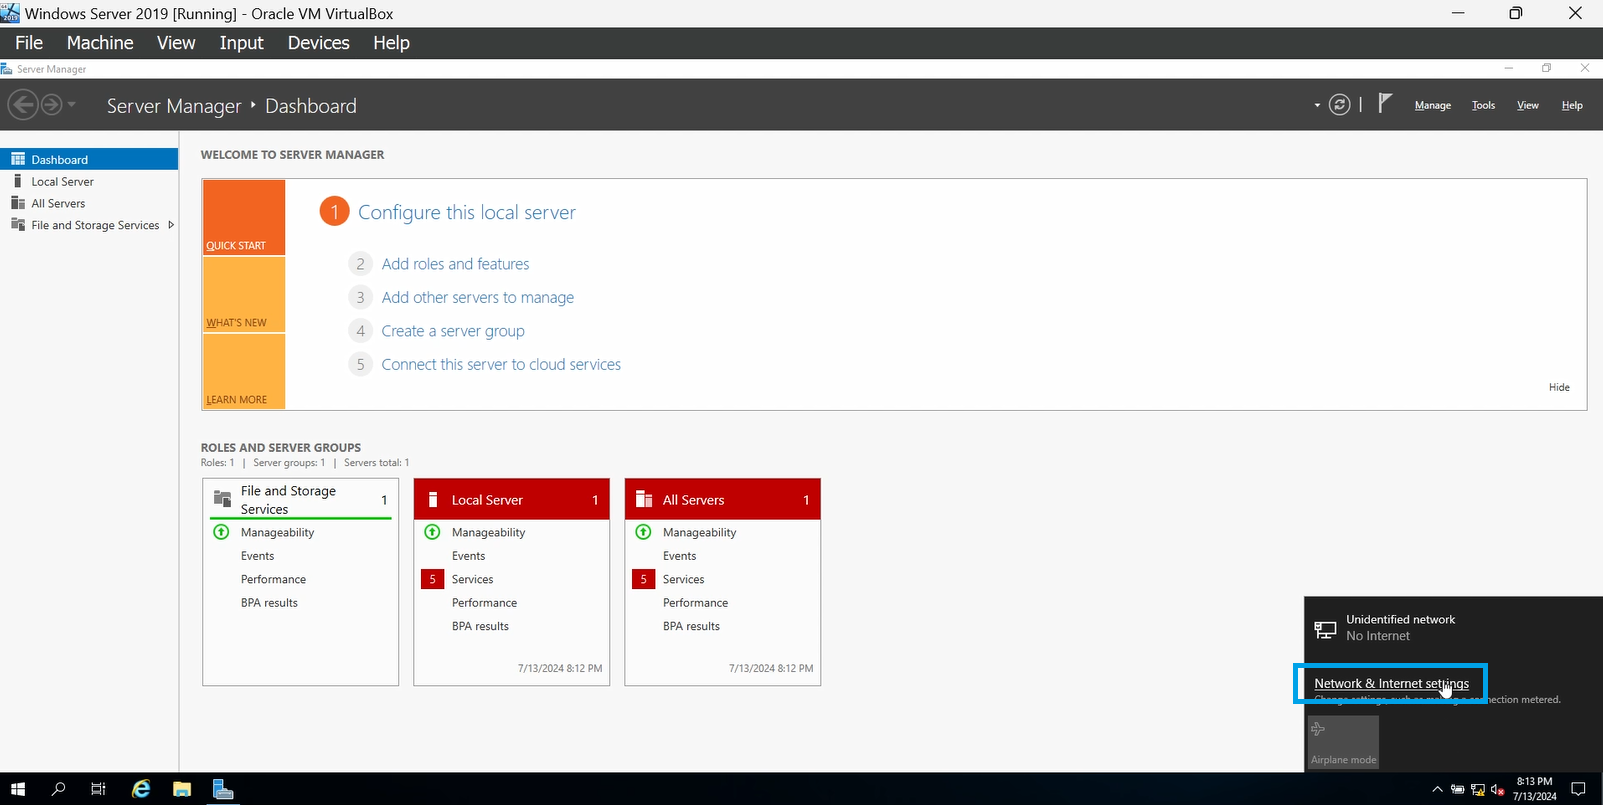 Windows Server 2019 [Running] - Oracle VM VirtualBox
File Machine View Input Devices Help
Server Manager
Server Manager Dashboard
Manage Tools View Help
Dashboard
Local Server
All Servers
File and Storage Services
WELCOME TO SERVER MANAGER
QUICK START
WHAT'S NEW
LEARN MORE
1 Configure this local server
2 Add roles and features
3 Add other servers to manage
4 Create a server group
5 Connect this server to cloud services
Hide
ROLES AND SERVER GROUPS
Roles: 1 | Server groups: 1 | Servers total: 1
File and Storage Services 1
Manageability
Events
Performance
BPA results
Local Server 1
Manageability
Events
5 Services
Performance
BPA results
7/13/2024 8:12 PM
All Servers 1
Manageability
Events
5 Services
Performance
BPA results
7/13/2024 8:12 PM
Unidentified network
No Internet
Network & Internet settings
Change settings, such as making a connection metered.
Airplane mode
8:13 PM
7/13/2024